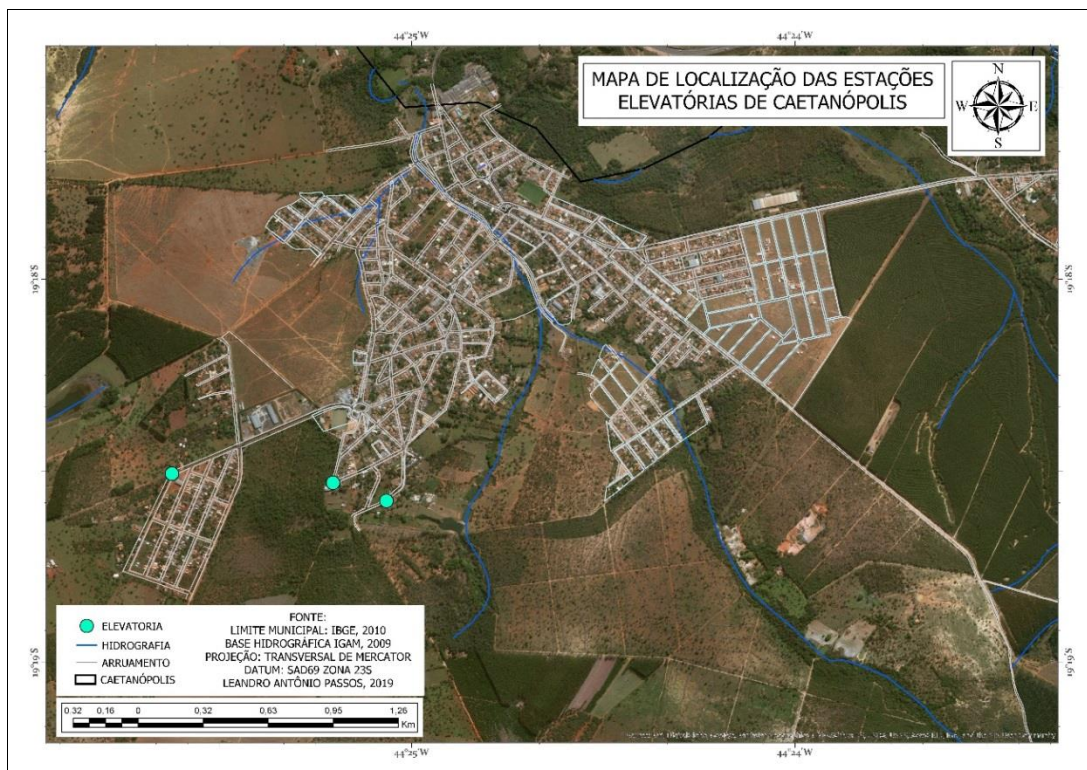 44°25'W 44°24'W
MAPA DE LOCALIZAÇÃO DAS ESTAÇÕES
ELEVATÓRIAS DE CAETANÓPOLIS
N
W E
S
19°18'S 19°18'S
19°19'S 19°19'S
ELEVATORIA
HIDROGRAFIA
ARRUAMENTO
CAETANÓPOLIS
FONTE:
LIMITE MUNICIPAL: IBGE, 2010
BASE HIDROGRÁFICA IGAM, 2009
PROJEÇÃO: TRANSVERSAL DE MERCATOR
DATUM: SAD69 ZONA 23S
LEANDRO ANTÔNIO PASSOS, 2019
0.32 0,16 0 0,32 0,63 0,95 1,26
Km
44°25'W 44°24'W